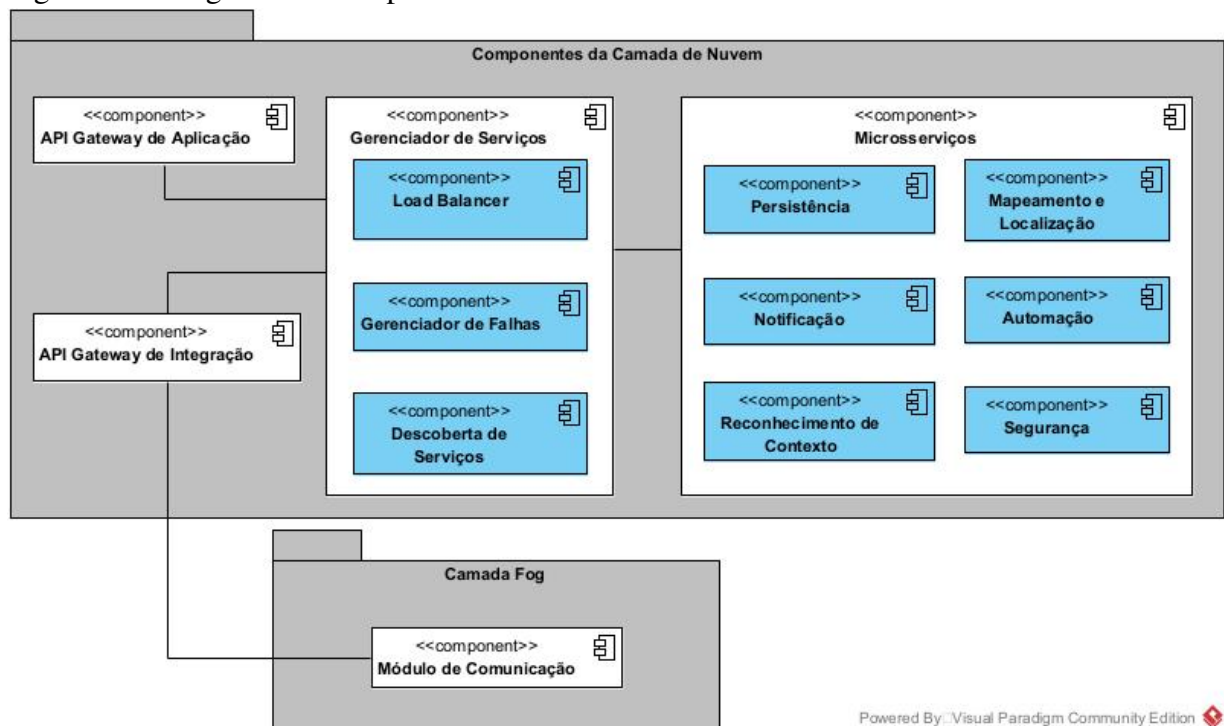 Componentes da Camada de Nuvem
<<component>>
API Gateway de Aplicação
<<component>>
API Gateway de Integração
<<component>>
Gerenciador de Serviços
<<component>>
Load Balancer
<<component>>
Gerenciador de Falhas
<<component>>
Descoberta de
Serviços
<<component>>
Microsserviços
<<component>>
Persistência
<<component>>
Mapeamento e
Localização
<<component>>
Notificação
<<component>>
Automação
<<component>>
Reconhecimento de
Contexto
<<component>>
Segurança
Camada Fog
<<component>>
Módulo de Comunicação
Powered By Visual Paradigm Community Edition